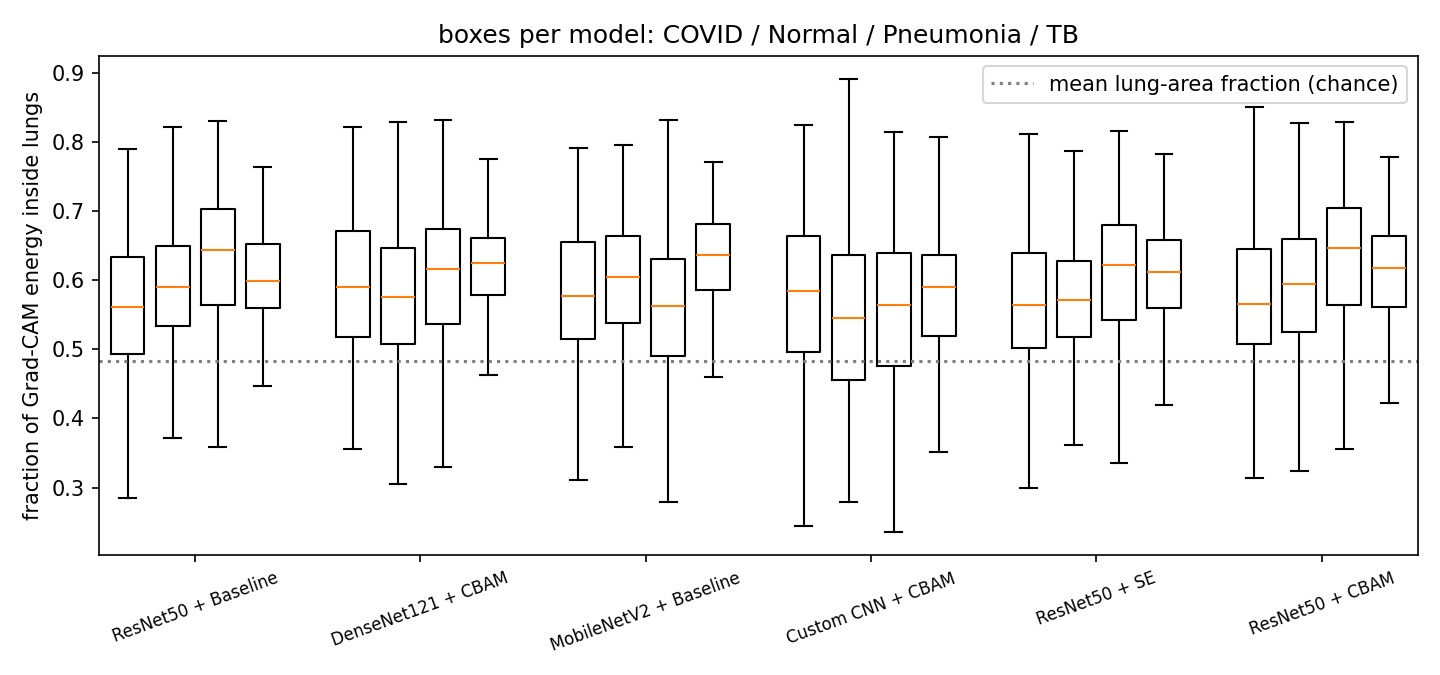 boxes per model: COVID / Normal / Pneumonia / TB
mean lung-area fraction (chance)
fraction of Grad-CAM energy inside lungs
0.9
0.8
0.7
0.6
0.5
0.4
0.3
ResNet50 + Baseline
DenseNet121 + CBAM
MobileNetV2 + Baseline
Custom CNN + CBAM
ResNet50 + SE
ResNet50 + CBAM